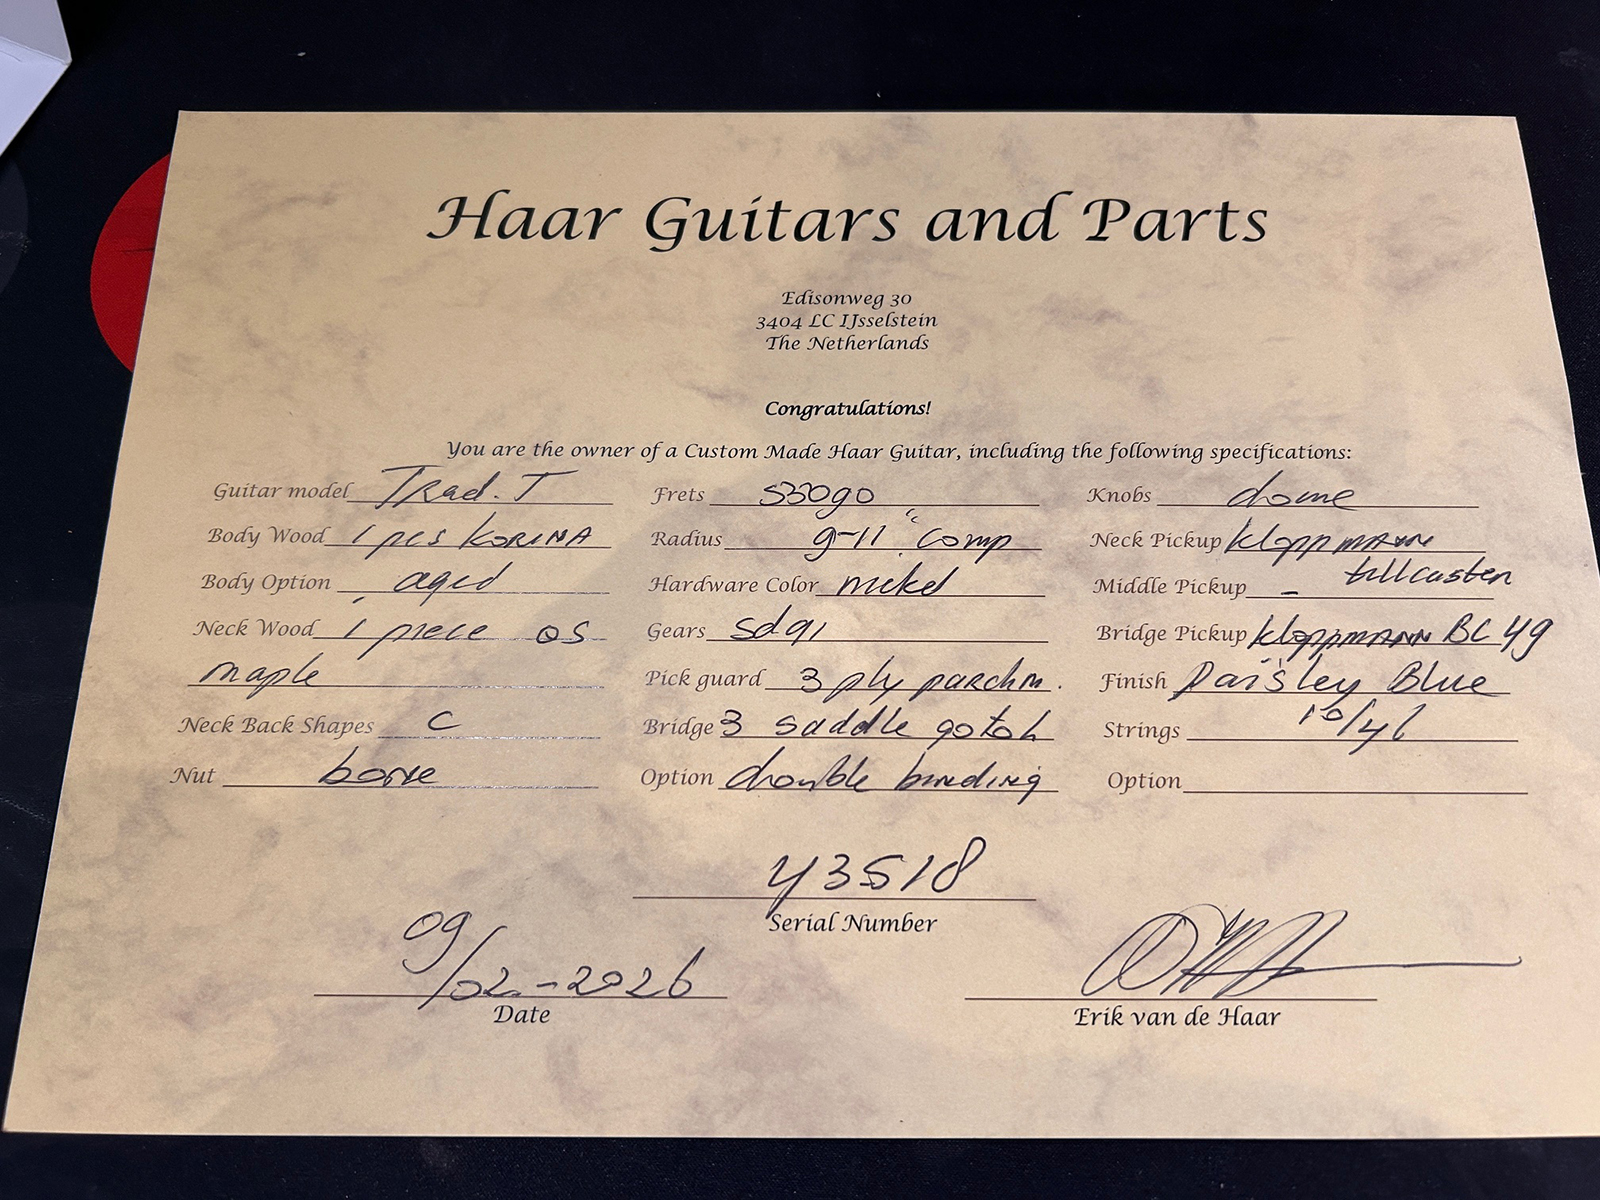 Haar Guitars and Parts
Edisonweg 30
3404 LC IJsselstein
The Netherlands
Congratulations!
You are the owner of a Custom Made Haar Guitar, including the following specifications:
Guitar model Trad. T
Body Wood 1 pcs KORINA
Body Option aged
Neck Wood 1 piece QS
maple
Neck Back Shapes C
Nut bone
Frets S3090
Radius 9-11" comp
Hardware Color nickel
Gears Sd91
Pick guard 3 ply parchm.
Bridge 3 saddle gotoh
Option double binding
Knobs dome
Neck Pickup kloppmann
tillcaster
Middle Pickup -
Bridge Pickup kloppmann BC 49
Finish Paisley Blue
Strings 10/46
Option
43518
Serial Number
09/02-2026
Date
Erik van de Haar